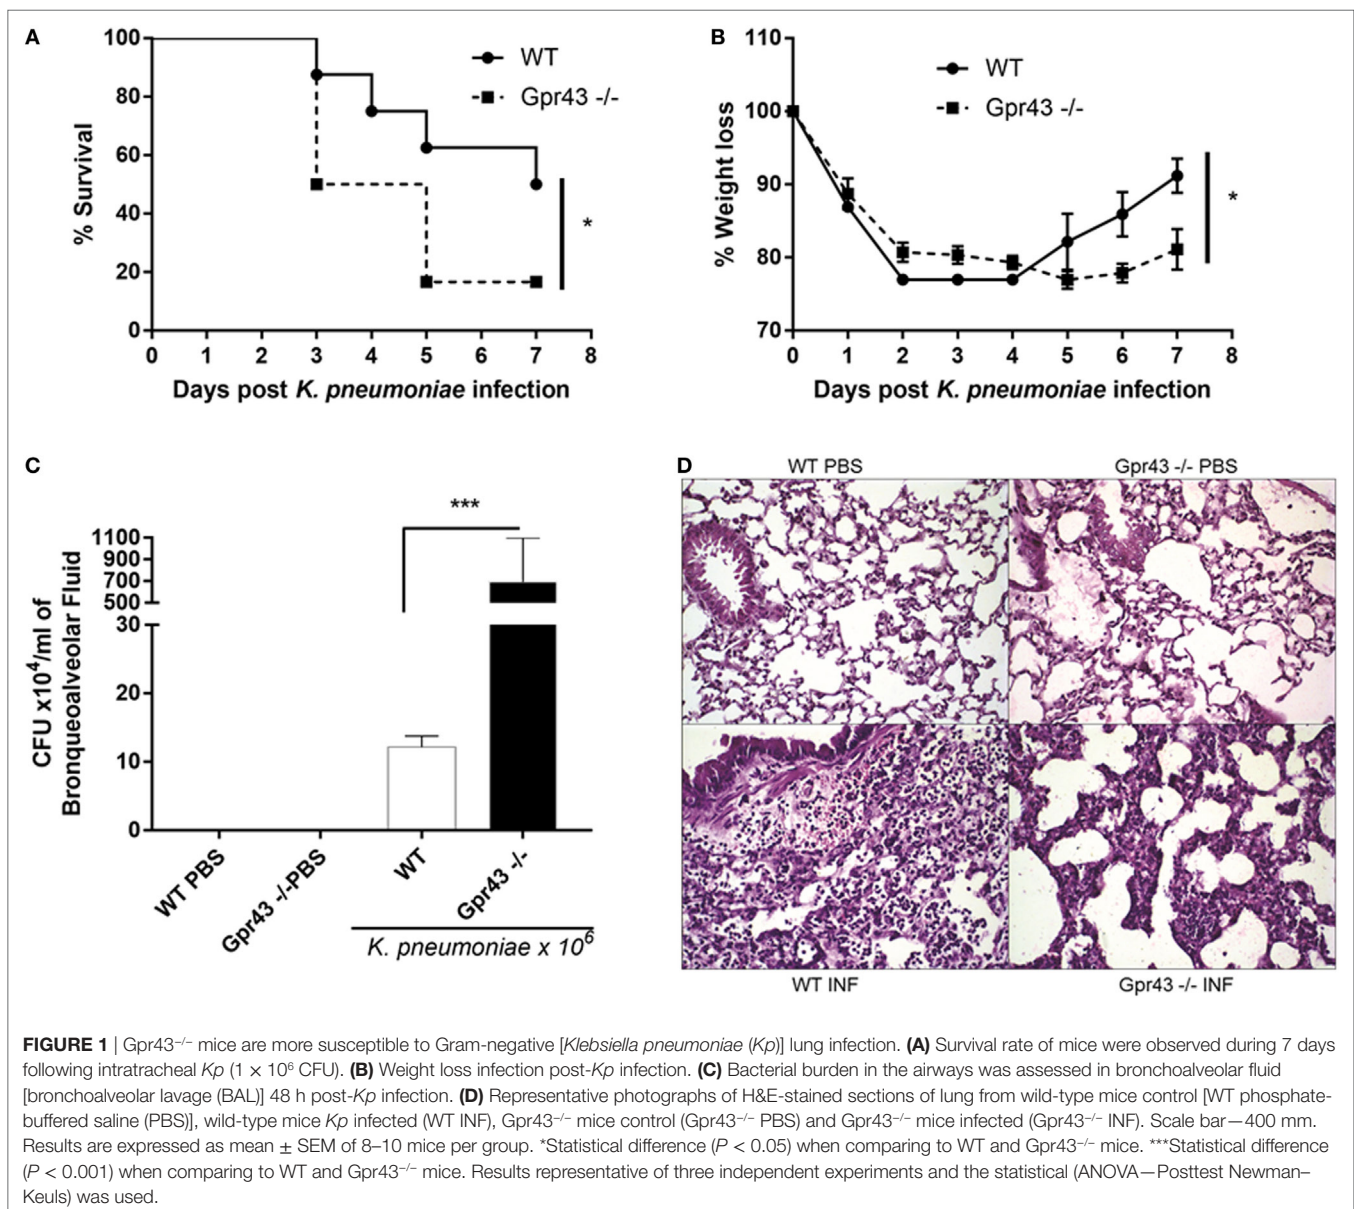 A
100
80
60
40
20
0
% Survival
WT
Gpr43 -/-
*
0 1 2 3 4 5 6 7 8
Days post K. pneumoniae infection
B
110
100
90
80
70
% Weight loss
WT
Gpr43 -/-
*
0 1 2 3 4 5 6 7 8
Days post K. pneumoniae infection
C
CFU x10⁴/ml of
Bronqueoalveolar Fluid
1100
900
700
500
30
20
10
0
***
WT PBS
Gpr43 -/-PBS
WT
Gpr43 -/-
K. pneumoniae x 10⁶
D
WT PBS
Gpr43 -/- PBS
WT INF
Gpr43 -/- INF
FIGURE 1 | Gpr43⁻/⁻ mice are more susceptible to Gram-negative [Klebsiella pneumoniae (Kp)] lung infection. (A) Survival rate of mice were observed during 7 days
following intratracheal Kp (1 × 10⁶ CFU). (B) Weight loss infection post-Kp infection. (C) Bacterial burden in the airways was assessed in bronchoalveolar fluid
[bronchoalveolar lavage (BAL)] 48 h post-Kp infection. (D) Representative photographs of H&E-stained sections of lung from wild-type mice control [WT phosphate-
buffered saline (PBS)], wild-type mice Kp infected (WT INF), Gpr43⁻/⁻ mice control (Gpr43⁻/⁻ PBS) and Gpr43⁻/⁻ mice infected (Gpr43⁻/⁻ INF). Scale bar—400 mm.
Results are expressed as mean ± SEM of 8–10 mice per group. *Statistical difference (P < 0.05) when comparing to WT and Gpr43⁻/⁻ mice. ***Statistical difference
(P < 0.001) when comparing to WT and Gpr43⁻/⁻ mice. Results representative of three independent experiments and the statistical (ANOVA—Posttest Newman–
Keuls) was used.